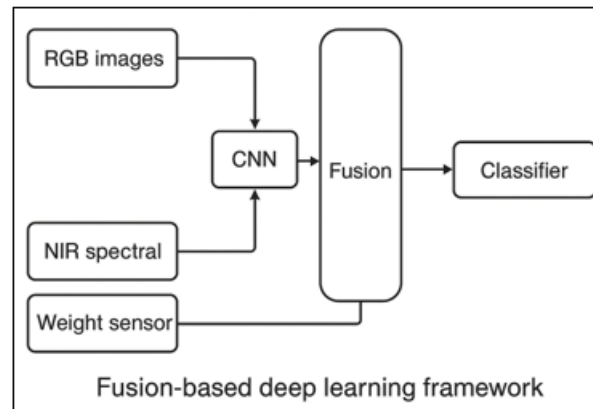 RGB images
CNN
Fusion
Classifier
NIR spectral
Weight sensor
Fusion-based deep learning framework